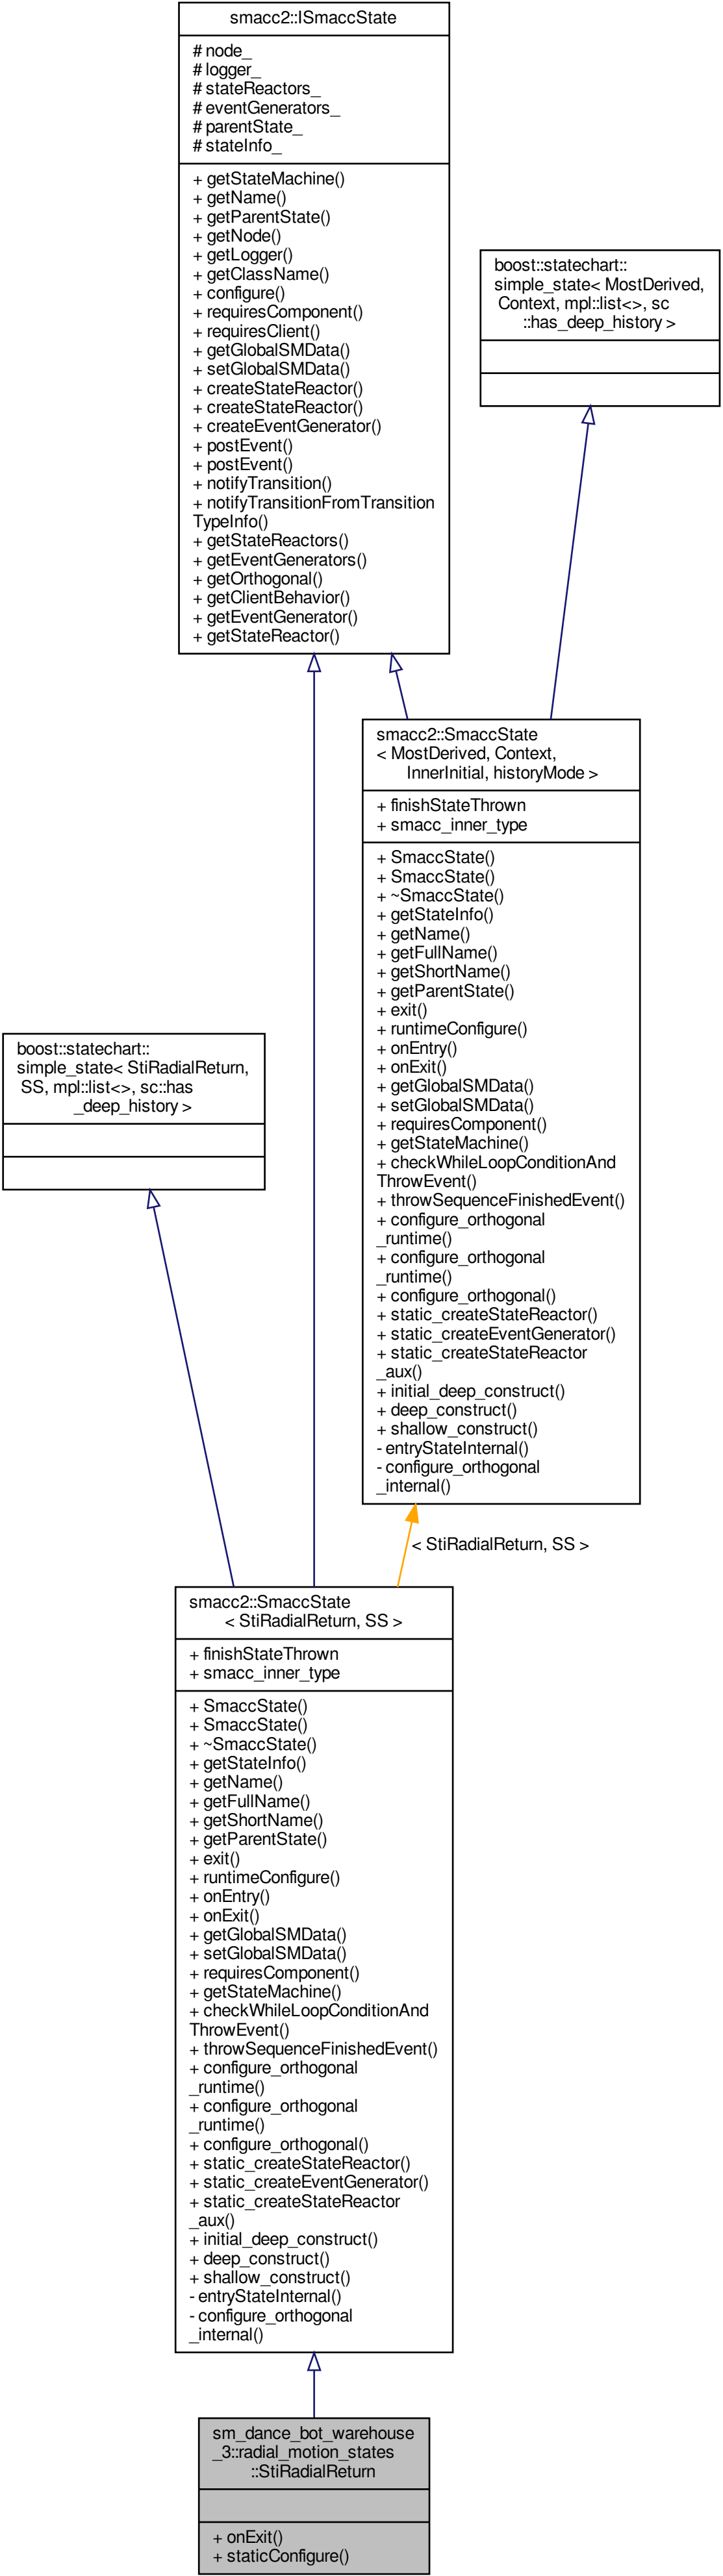 smacc2::ISmaccState
# node_
# logger_
# stateReactors_
# eventGenerators_
# parentState_
# stateInfo_
+ getStateMachine()
+ getName()
+ getParentState()
+ getNode()
+ getLogger()
+ getClassName()
+ configure()
+ requiresComponent()
+ requiresClient()
+ getGlobalSMData()
+ setGlobalSMData()
+ createStateReactor()
+ createStateReactor()
+ createEventGenerator()
+ postEvent()
+ postEvent()
+ notifyTransition()
+ notifyTransitionFromTransition
TypeInfo()
+ getStateReactors()
+ getEventGenerators()
+ getOrthogonal()
+ getClientBehavior()
+ getEventGenerator()
+ getStateReactor()
boost::statechart::
simple_state< MostDerived,
Context, mpl::list<>, sc
::has_deep_history >
smacc2::SmaccState
< MostDerived, Context,
InnerInitial, historyMode >
+ finishStateThrown
+ smacc_inner_type
+ SmaccState()
+ SmaccState()
+ ~SmaccState()
+ getStateInfo()
+ getName()
+ getFullName()
+ getShortName()
+ getParentState()
+ exit()
+ runtimeConfigure()
+ onEntry()
+ onExit()
+ getGlobalSMData()
+ setGlobalSMData()
+ requiresComponent()
+ getStateMachine()
+ checkWhileLoopConditionAnd
ThrowEvent()
+ throwSequenceFinishedEvent()
+ configure_orthogonal
_runtime()
+ configure_orthogonal
_runtime()
+ configure_orthogonal()
+ static_createStateReactor()
+ static_createEventGenerator()
+ static_createStateReactor
_aux()
+ initial_deep_construct()
+ deep_construct()
+ shallow_construct()
- entryStateInternal()
- configure_orthogonal
_internal()
boost::statechart::
simple_state< StiRadialReturn,
SS, mpl::list<>, sc::has
_deep_history >
< StiRadialReturn, SS >
smacc2::SmaccState
< StiRadialReturn, SS >
+ finishStateThrown
+ smacc_inner_type
+ SmaccState()
+ SmaccState()
+ ~SmaccState()
+ getStateInfo()
+ getName()
+ getFullName()
+ getShortName()
+ getParentState()
+ exit()
+ runtimeConfigure()
+ onEntry()
+ onExit()
+ getGlobalSMData()
+ setGlobalSMData()
+ requiresComponent()
+ getStateMachine()
+ checkWhileLoopConditionAnd
ThrowEvent()
+ throwSequenceFinishedEvent()
+ configure_orthogonal
_runtime()
+ configure_orthogonal
_runtime()
+ configure_orthogonal()
+ static_createStateReactor()
+ static_createEventGenerator()
+ static_createStateReactor
_aux()
+ initial_deep_construct()
+ deep_construct()
+ shallow_construct()
- entryStateInternal()
- configure_orthogonal
_internal()
sm_dance_bot_warehouse
_3::radial_motion_states
::StiRadialReturn
+ onExit()
+ staticConfigure()